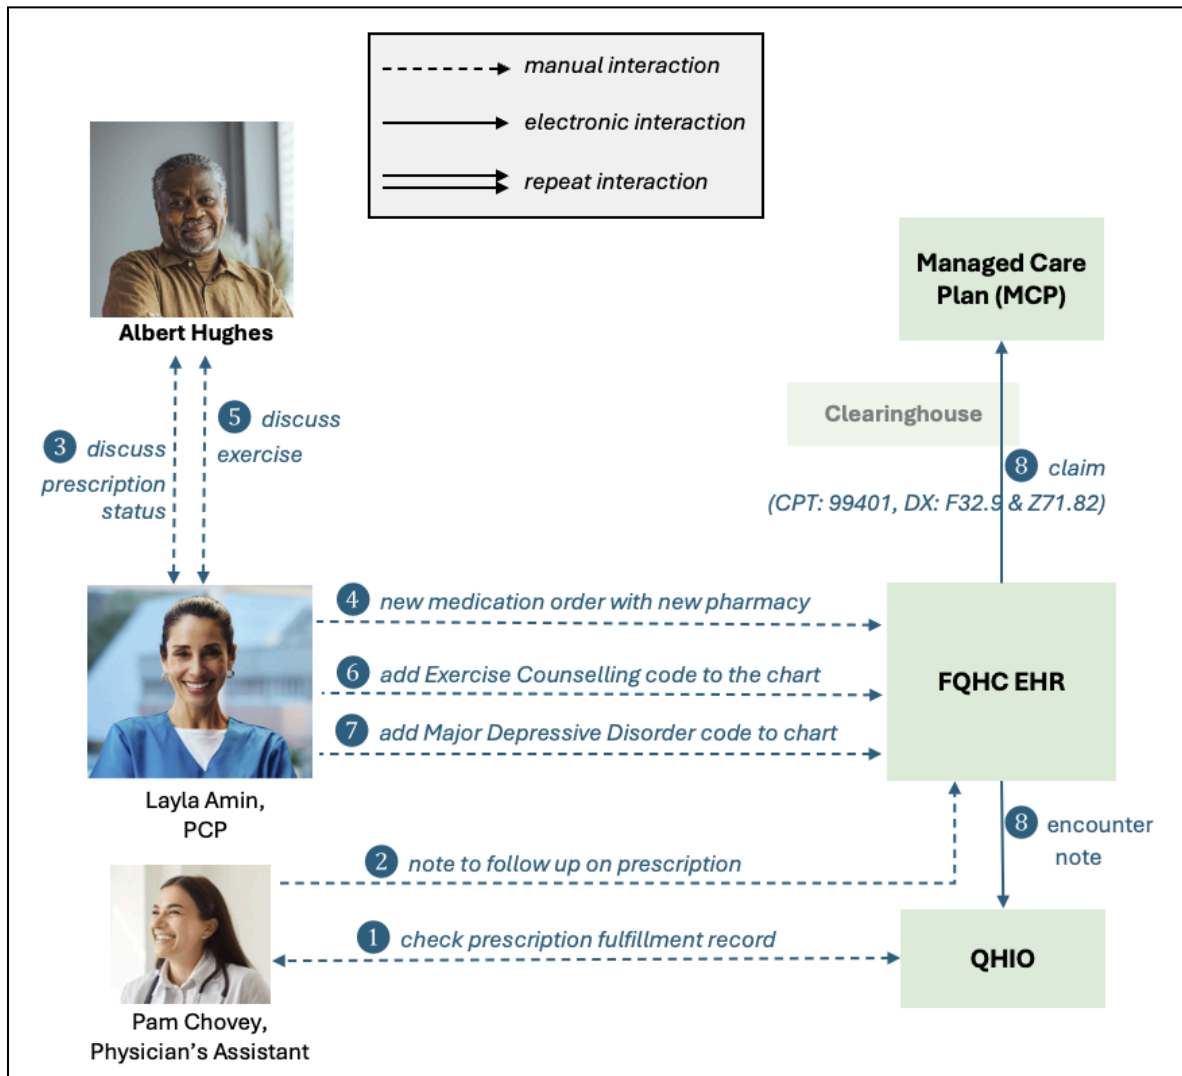 manual interaction
electronic interaction
repeat interaction
Albert Hughes
Managed Care
Plan (MCP)
Clearinghouse
3 discuss
prescription
status
5 discuss
exercise
8 claim
(CPT: 99401, DX: F32.9 & Z71.82)
4 new medication order with new pharmacy
6 add Exercise Counselling code to the chart
7 add Major Depressive Disorder code to chart
FQHC EHR
Layla Amin,
PCP
8 encounter
note
2 note to follow up on prescription
1 check prescription fulfillment record
QHIO
Pam Chovey,
Physician's Assistant